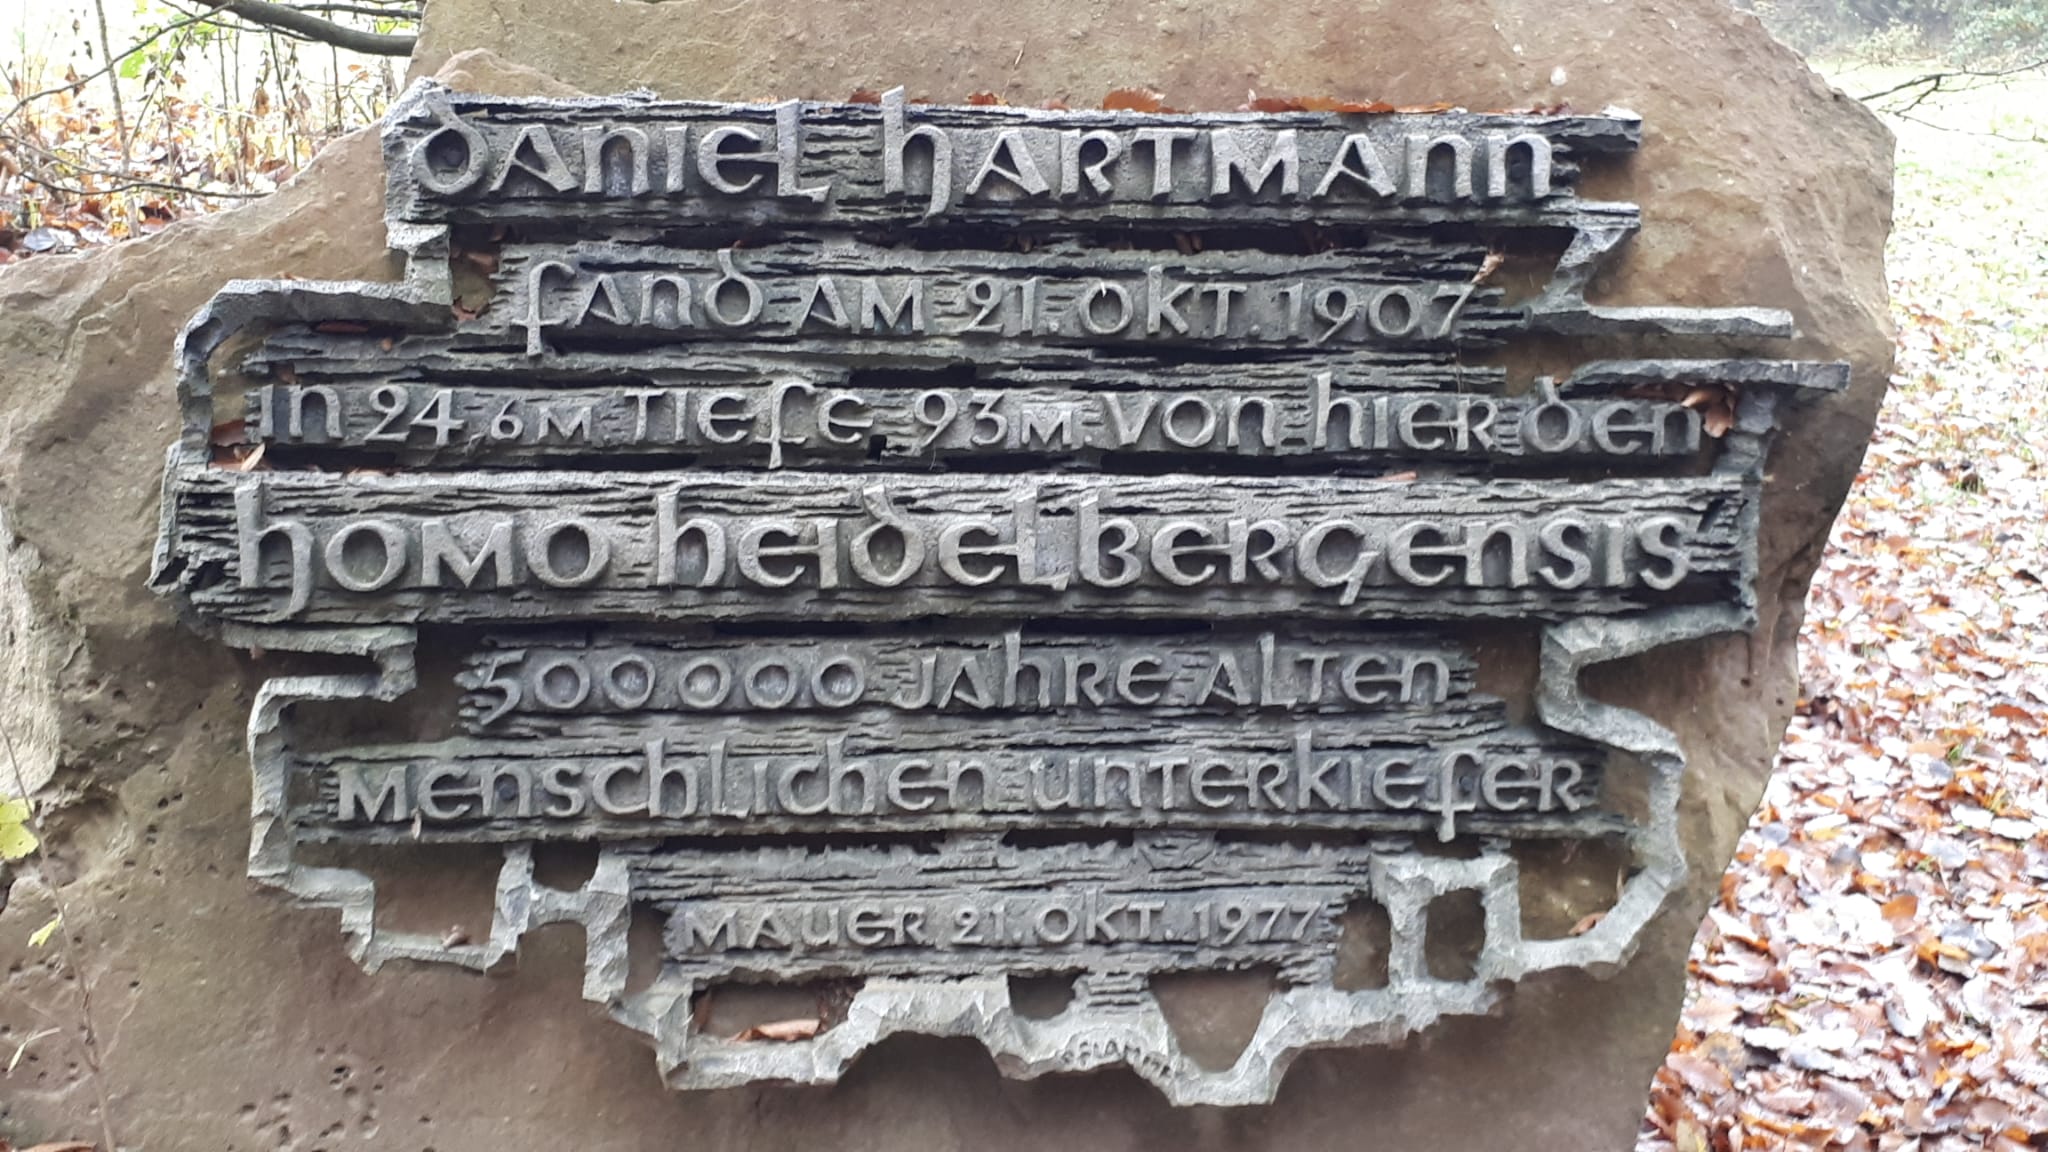 DANIEL HARTMANN
FAND AM 21. OKT 1907
IN 24,6 M TIEFE 93 M VON HIER DEN
HOMO HEIDELBERGENSIS
500 000 JAHRE ALTEN
MENSCHLICHEN UNTERKIEFER
MAUER 21. OKT. 1977